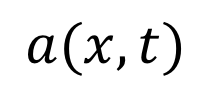 a(x, t)